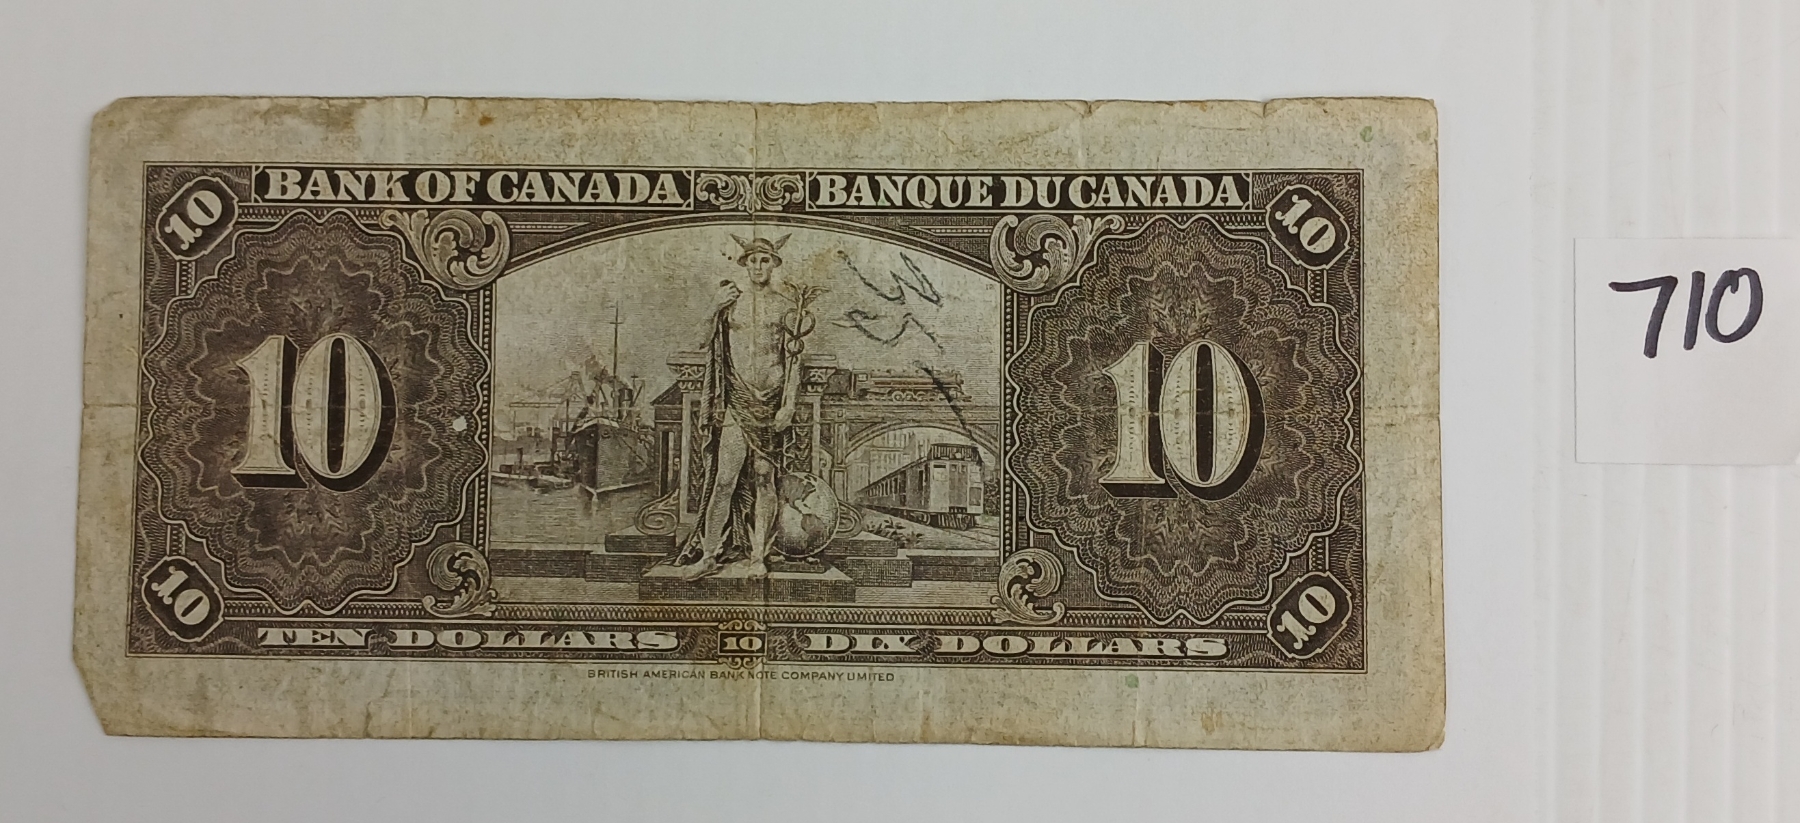 10 BANK OF CANADA BANQUE DU CANADA 10
10 10
10 TEN DOLLARS 10 DIX DOLLARS 10
BRITISH AMERICAN BANK NOTE COMPANY LIMITED
710